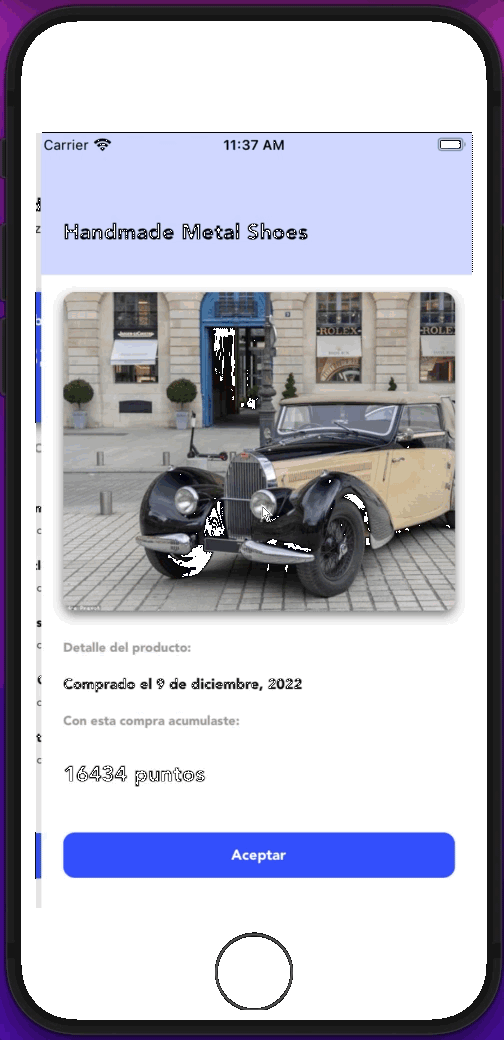 Carrier 11:37 AM
Handmade Metal Shoes
ROLEX
ROLEX
Detalle del producto:
Comprado el 9 de diciembre, 2022
Con esta compra acumulaste:
16434 puntos
Aceptar